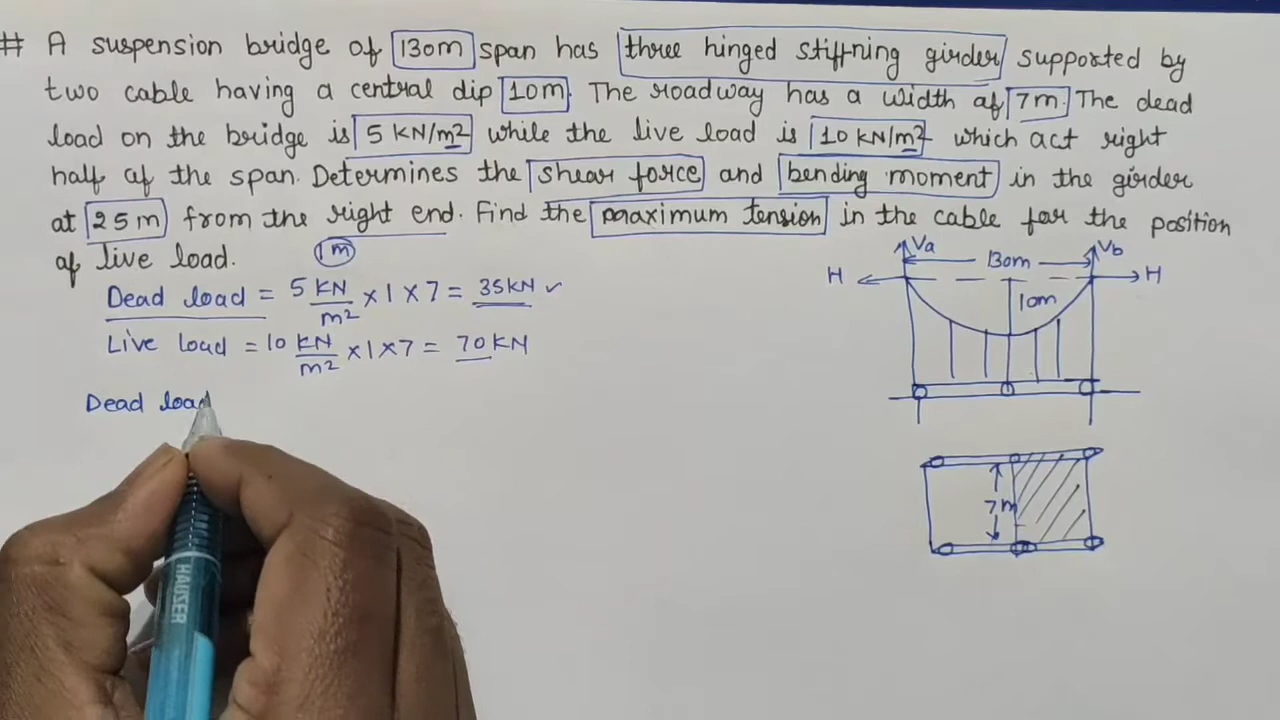 # A suspension bridge of 130m span has three hinged stiffning girder supported by
two cable having a central dip 10m. The roadway has a width of 7m. The dead
load on the bridge is 5 KN/m² while the live load is 10 KN/m² which act right
half of the span. Determines the shear force and bending moment in the girder
at 25m from the right end. Find the maximum tension in the cable for the position
of live load.
1m
Dead load = 5 KN/m² × 1 × 7 = 35KN ✓
Live load = 10 KN/m² × 1 × 7 = 70KN
Dead load
Va Vb
H 130m H
10m
7m
HAUSER